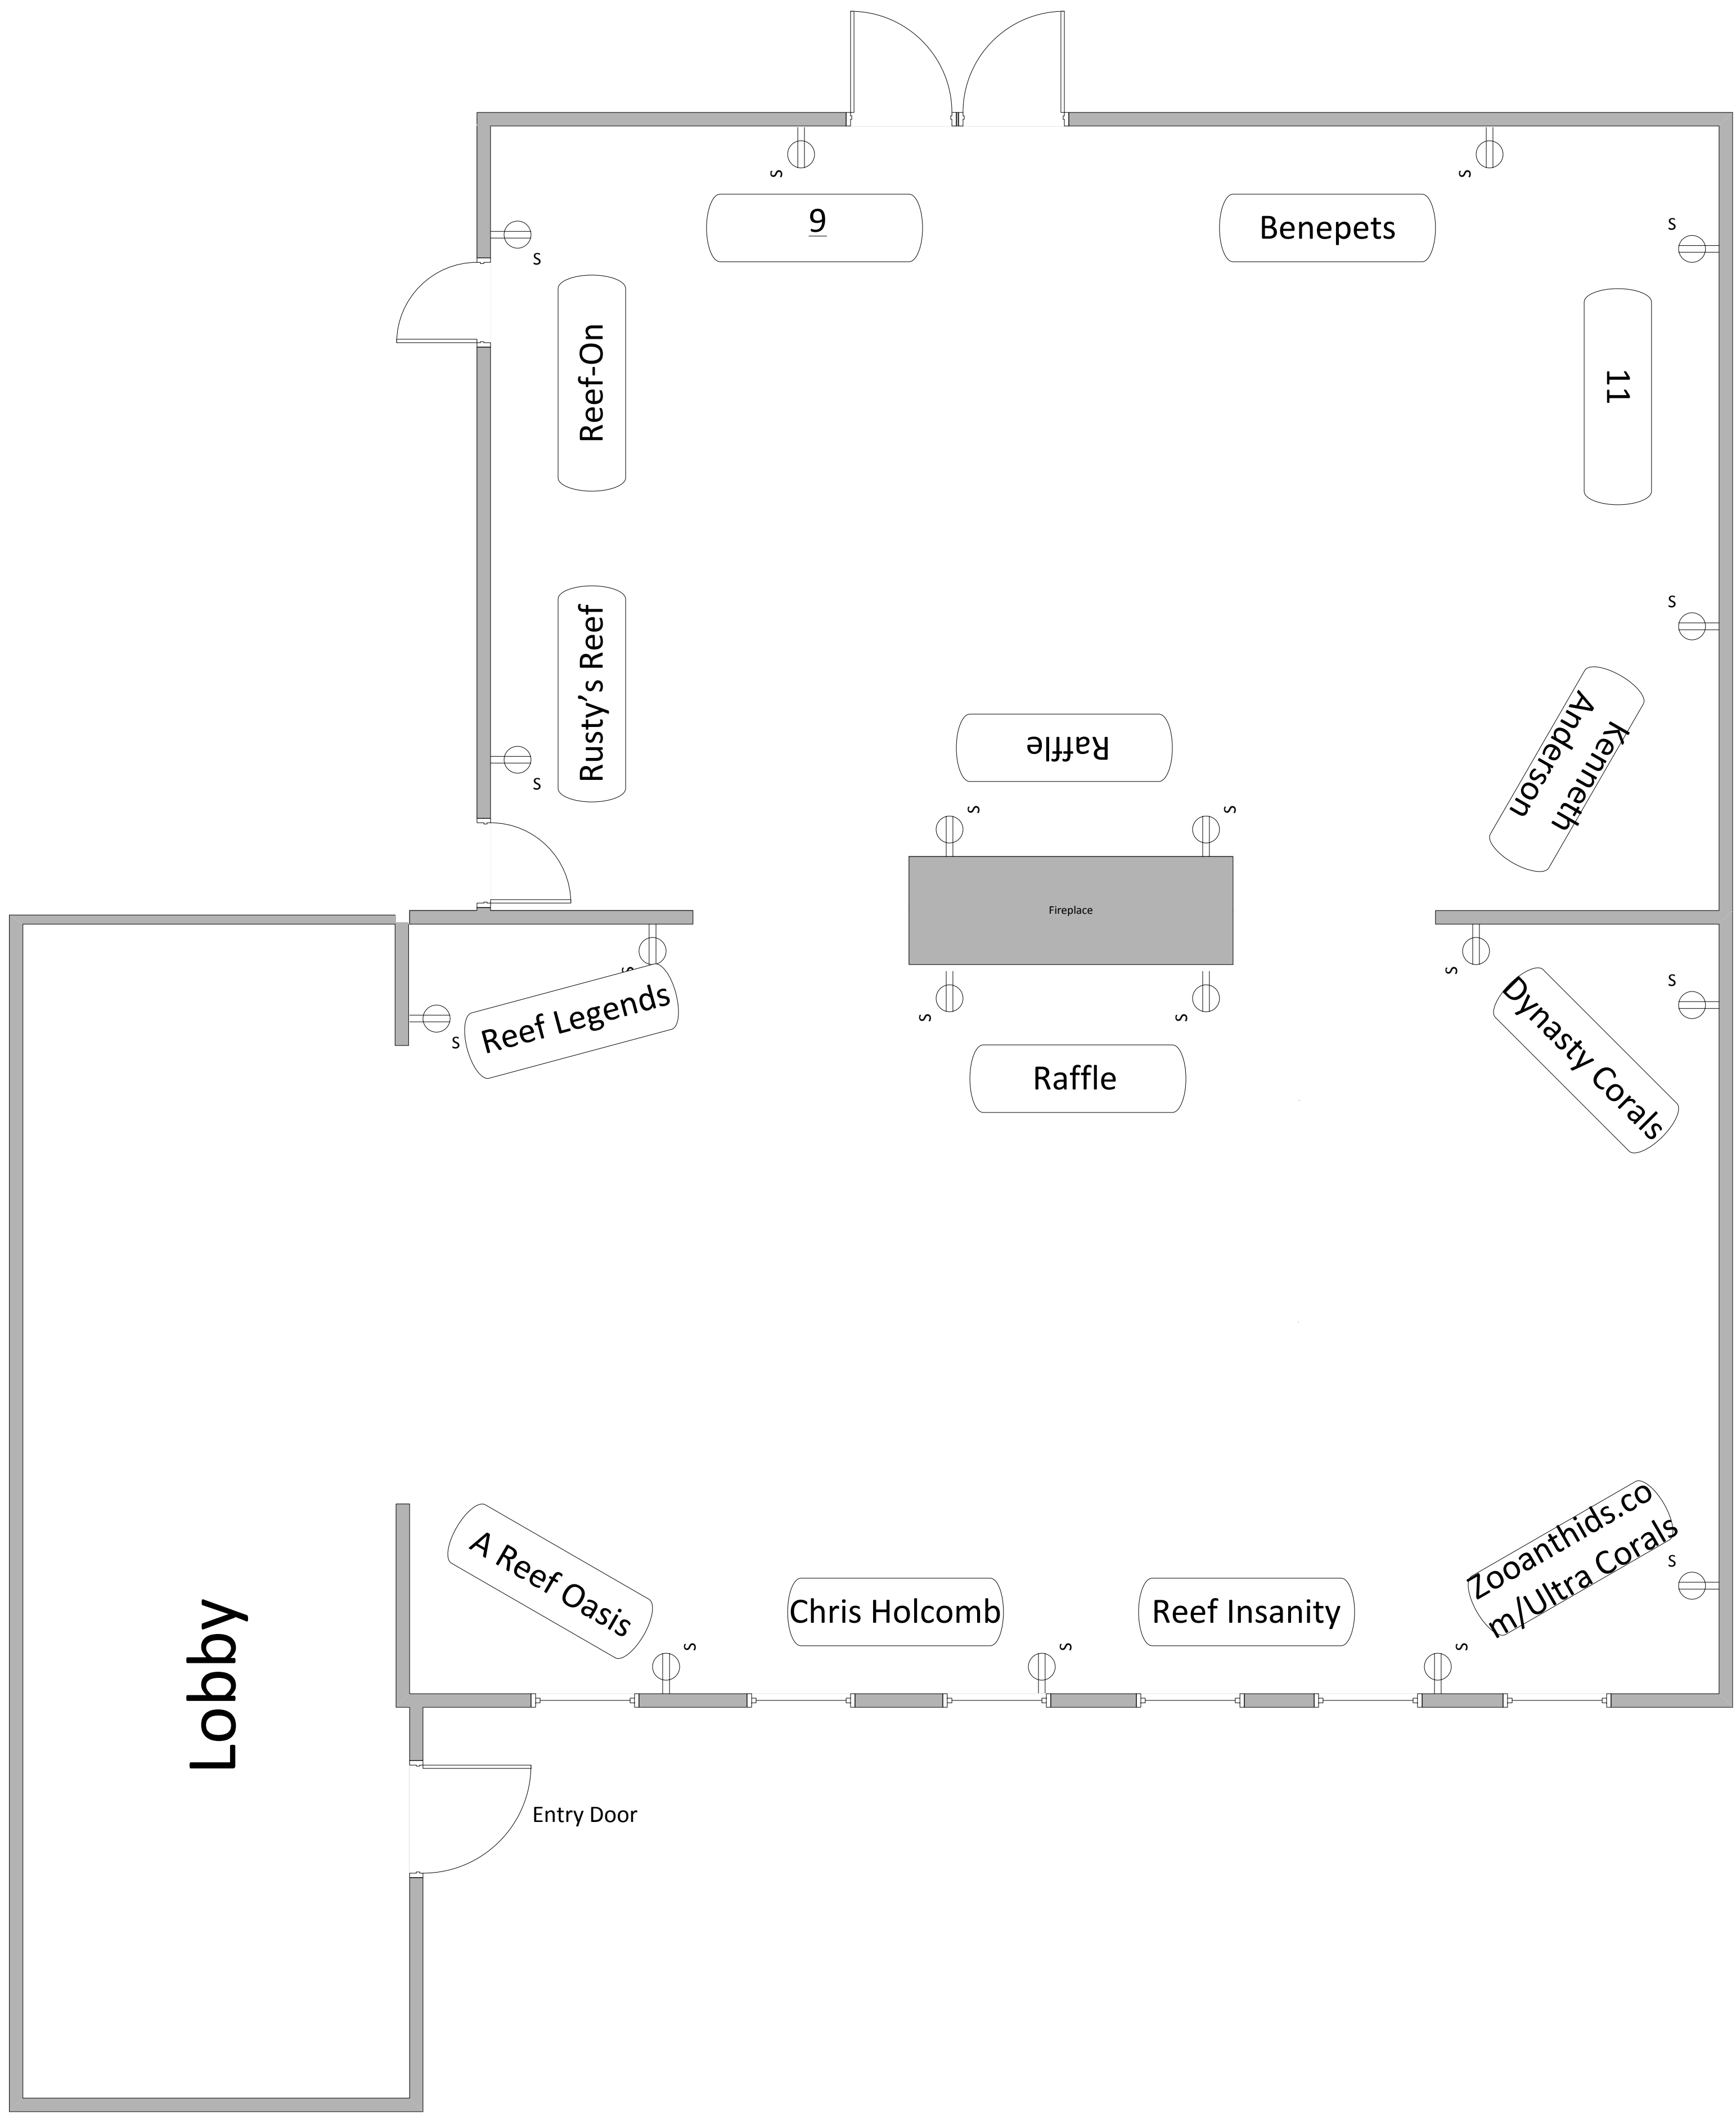 S
S
9
Benepets
S
S
Reef-On
11
S
Rusty's Reef
Kenneth
Anderson
Raffle
S
S
S
Fireplace
S
S
S
Reef Legends
S
S
S
S
Dynasty Corals
Raffle
A Reef Oasis
Chris Holcomb
Reef Insanity
Zooanthids.co
m/Ultra Corals
S
S
S
S
Lobby
Entry Door